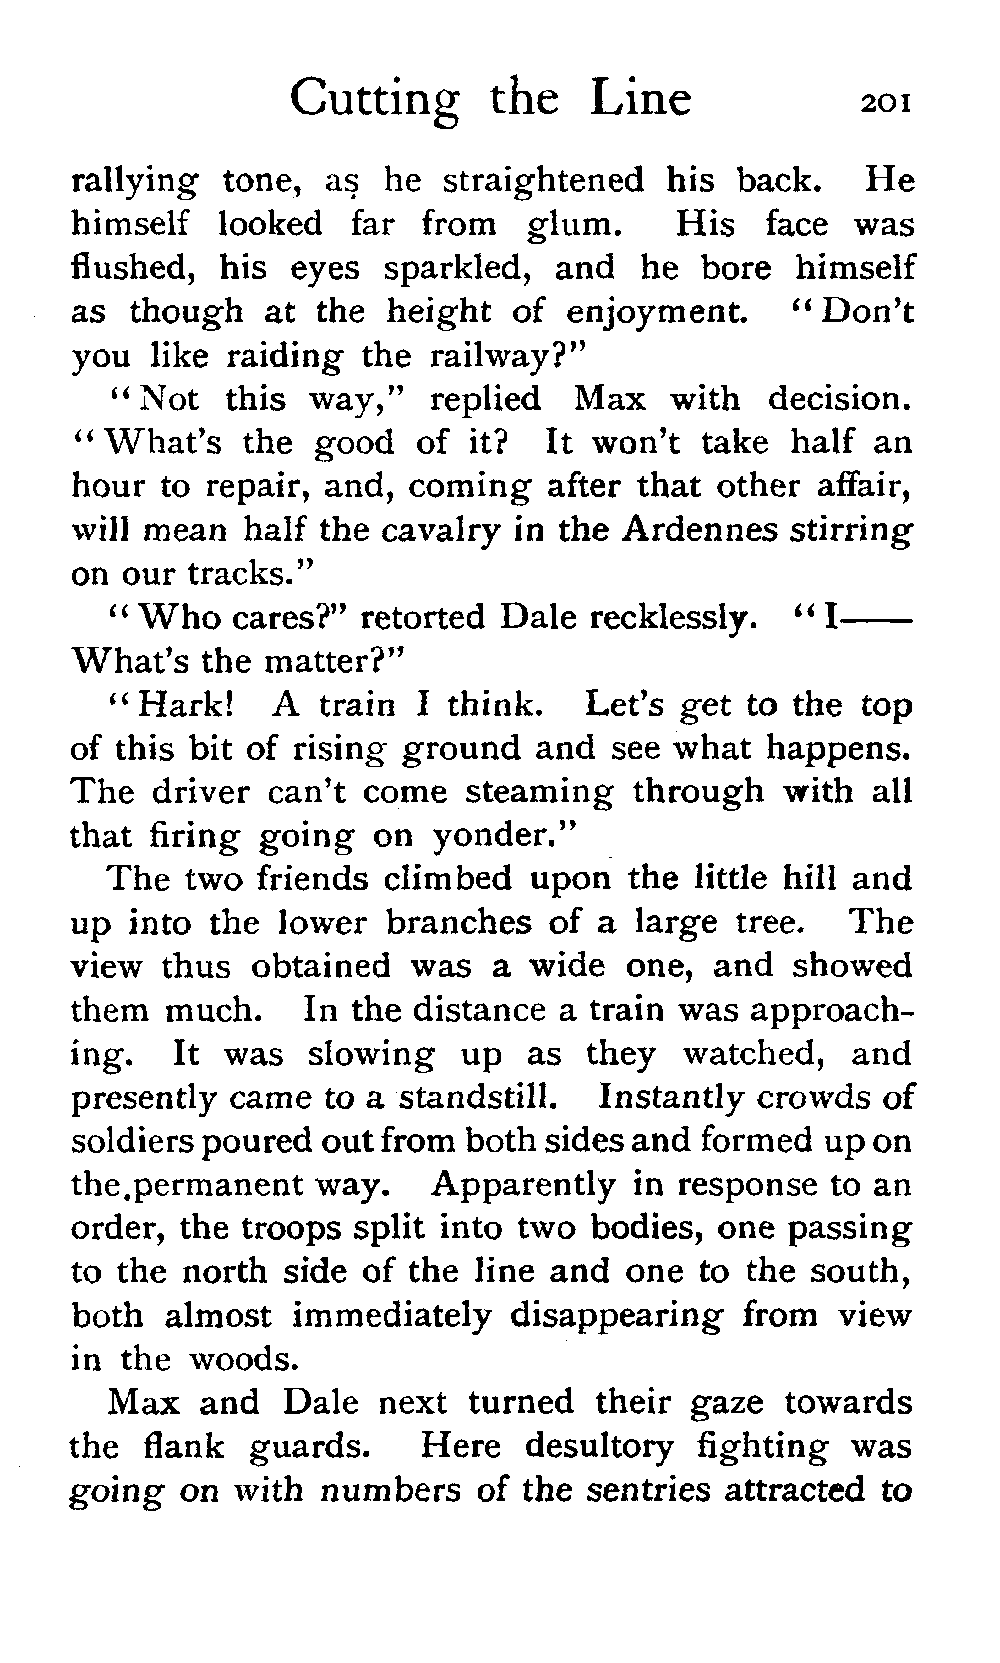 Cutting the Line 201
rallying tone, as he straightened his back. He
himself looked far from glum. His face was
flushed, his eyes sparkled, and he bore himself
as though at the height of enjoyment. "Don't
you like raiding the railway?"
"Not this way," replied Max with decision.
"What's the good of it? It won't take half an
hour to repair, and, coming after that other affair,
will mean half the cavalry in the Ardennes stirring
on our tracks."
"Who cares?" retorted Dale recklessly. "I——
What's the matter?"
"Hark! A train I think. Let's get to the top
of this bit of rising ground and see what happens.
The driver can't come steaming through with all
that firing going on yonder."
The two friends climbed upon the little hill and
up into the lower branches of a large tree. The
view thus obtained was a wide one, and showed
them much. In the distance a train was approach-
ing. It was slowing up as they watched, and
presently came to a standstill. Instantly crowds of
soldiers poured out from both sides and formed up on
the permanent way. Apparently in response to an
order, the troops split into two bodies, one passing
to the north side of the line and one to the south,
both almost immediately disappearing from view
in the woods.
Max and Dale next turned their gaze towards
the flank guards. Here desultory fighting was
going on with numbers of the sentries attracted to